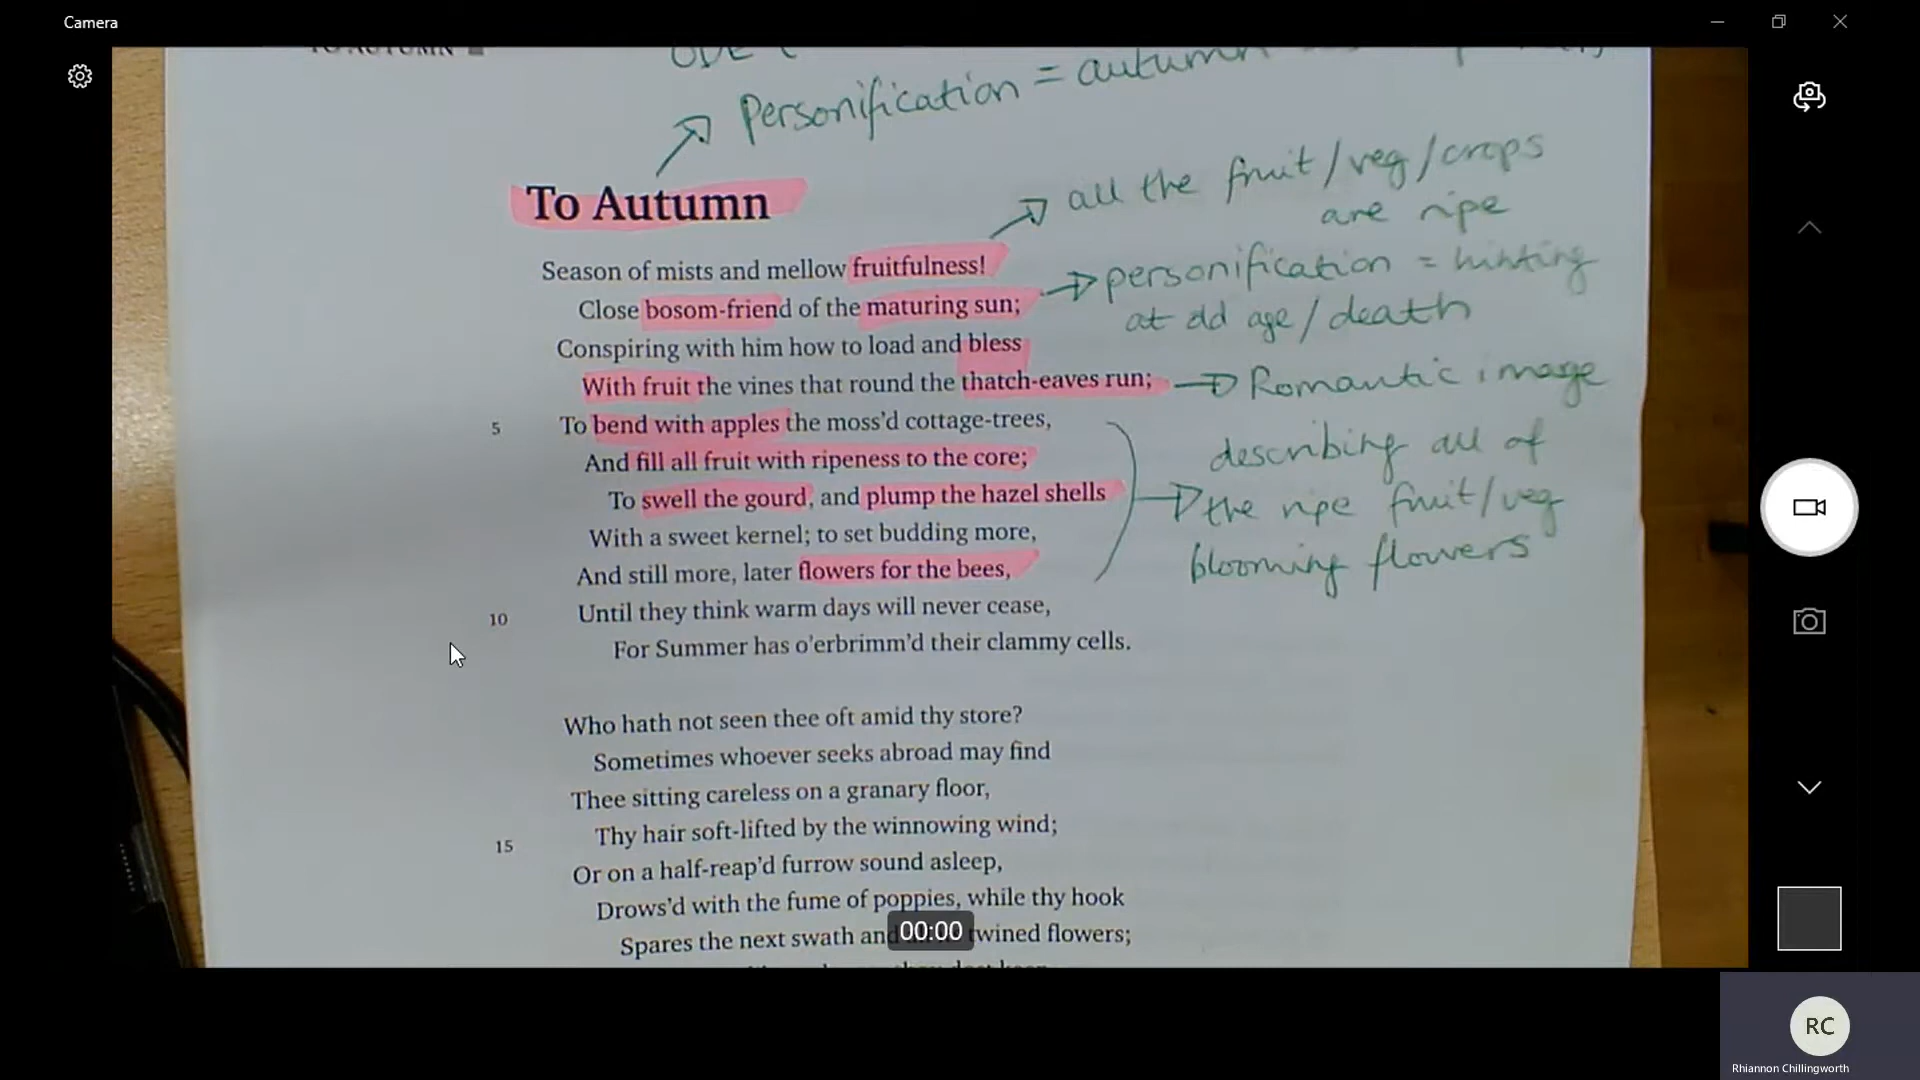 Camera
TO AUTUMN
ODE
Personification = autumn
To Autumn
all the fruit/veg/crops
are ripe
Season of mists and mellow fruitfulness!
Close bosom-friend of the maturing sun;
personification = hinting
at old age/death
Conspiring with him how to load and bless
With fruit the vines that round the thatch-eaves run;
Romantic image
5 To bend with apples the moss'd cottage-trees,
And fill all fruit with ripeness to the core;
To swell the gourd, and plump the hazel shells
With a sweet kernel; to set budding more,
And still more, later flowers for the bees,
describing all of
the ripe fruit/veg
blooming flowers
10 Until they think warm days will never cease,
For Summer has o'erbrimm'd their clammy cells.
Who hath not seen thee oft amid thy store?
Sometimes whoever seeks abroad may find
Thee sitting careless on a granary floor,
15 Thy hair soft-lifted by the winnowing wind;
Or on a half-reap'd furrow sound asleep,
Drows'd with the fume of poppies, while thy hook
Spares the next swath and twined flowers;
00:00
RC
Rhiannon Chillingworth